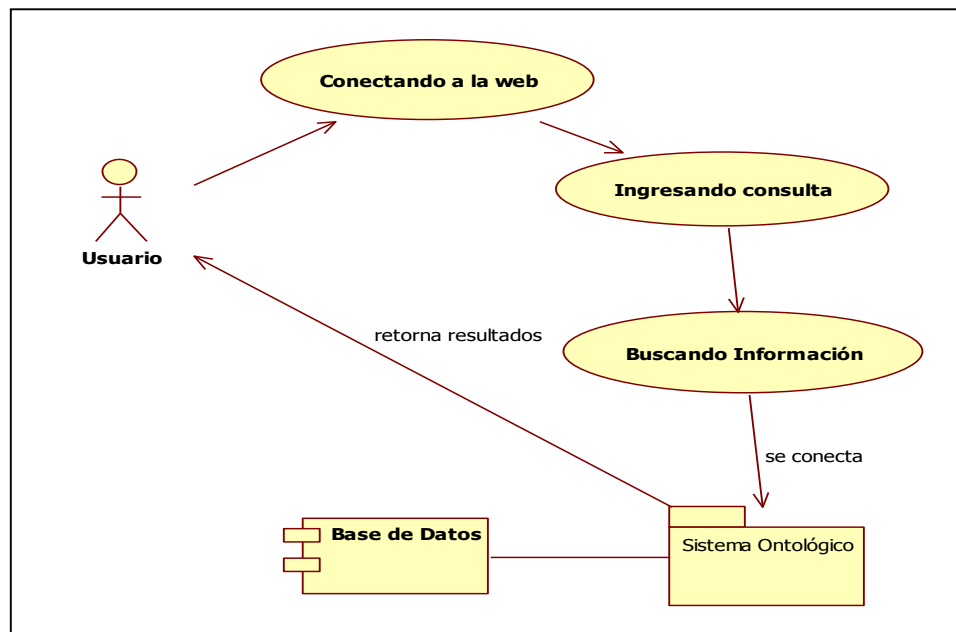 Conectando a la web
Ingresando consulta
Usuario
retorna resultados
Buscando Información
se conecta
Base de Datos
Sistema Ontológico